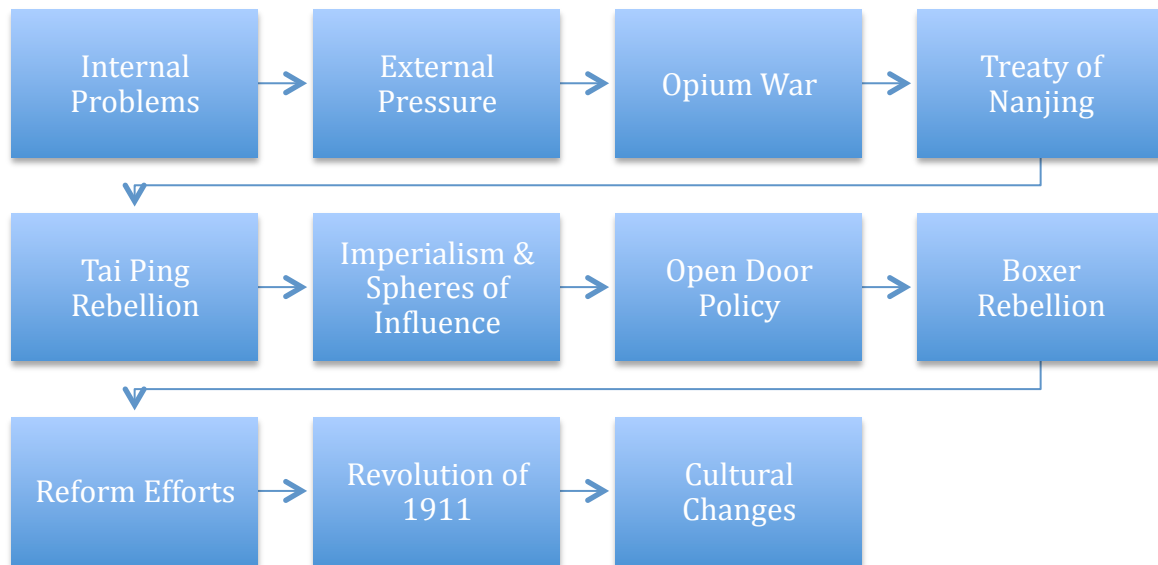 Internal
Problems
External
Pressure
Opium War
Treaty of
Nanjing
Tai Ping
Rebellion
Imperialism &
Spheres of
Influence
Open Door
Policy
Boxer
Rebellion
Reform Efforts
Revolution of
1911
Cultural
Changes